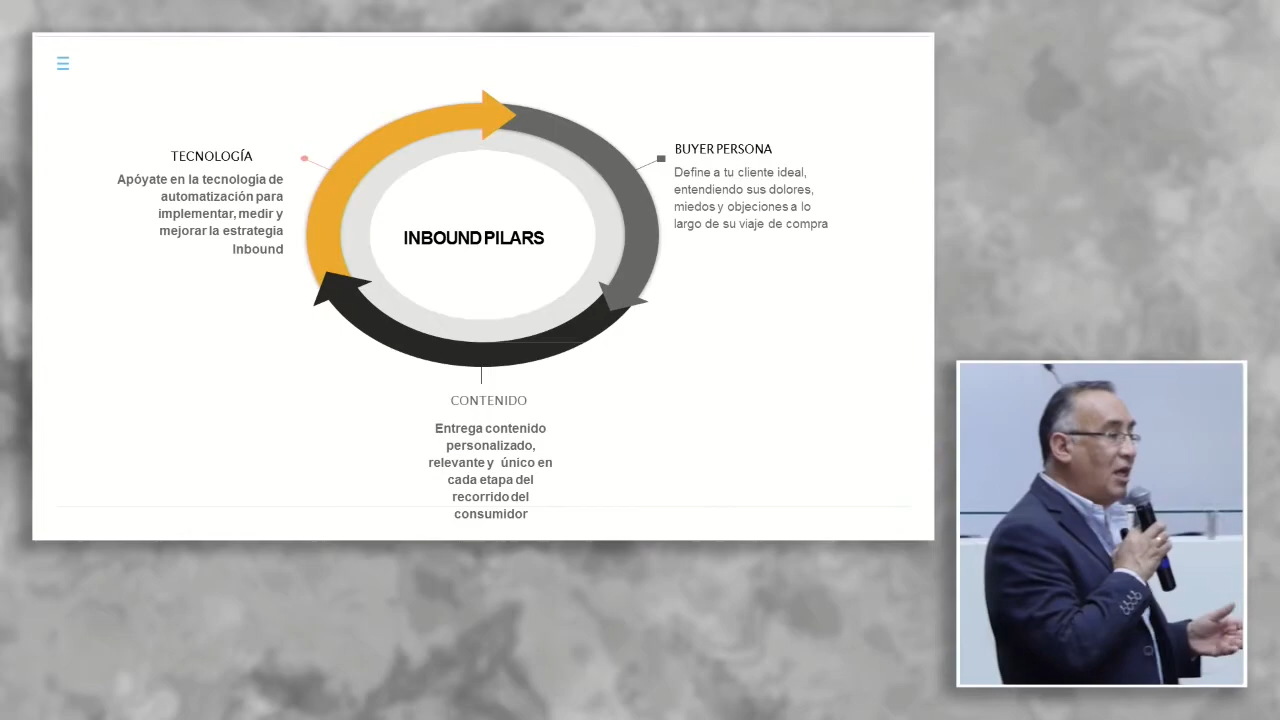 TECNOLOGÍA
Apóyate en la tecnología de
automatización para
implementar, medir y
mejorar la estrategia
Inbound
BUYER PERSONA
Define a tu cliente ideal,
entendiendo sus dolores,
miedos y objeciones a lo
largo de su viaje de compra
INBOUND PILARS
CONTENIDO
Entrega contenido
personalizado,
relevante y único en
cada etapa del
recorrido del
consumidor